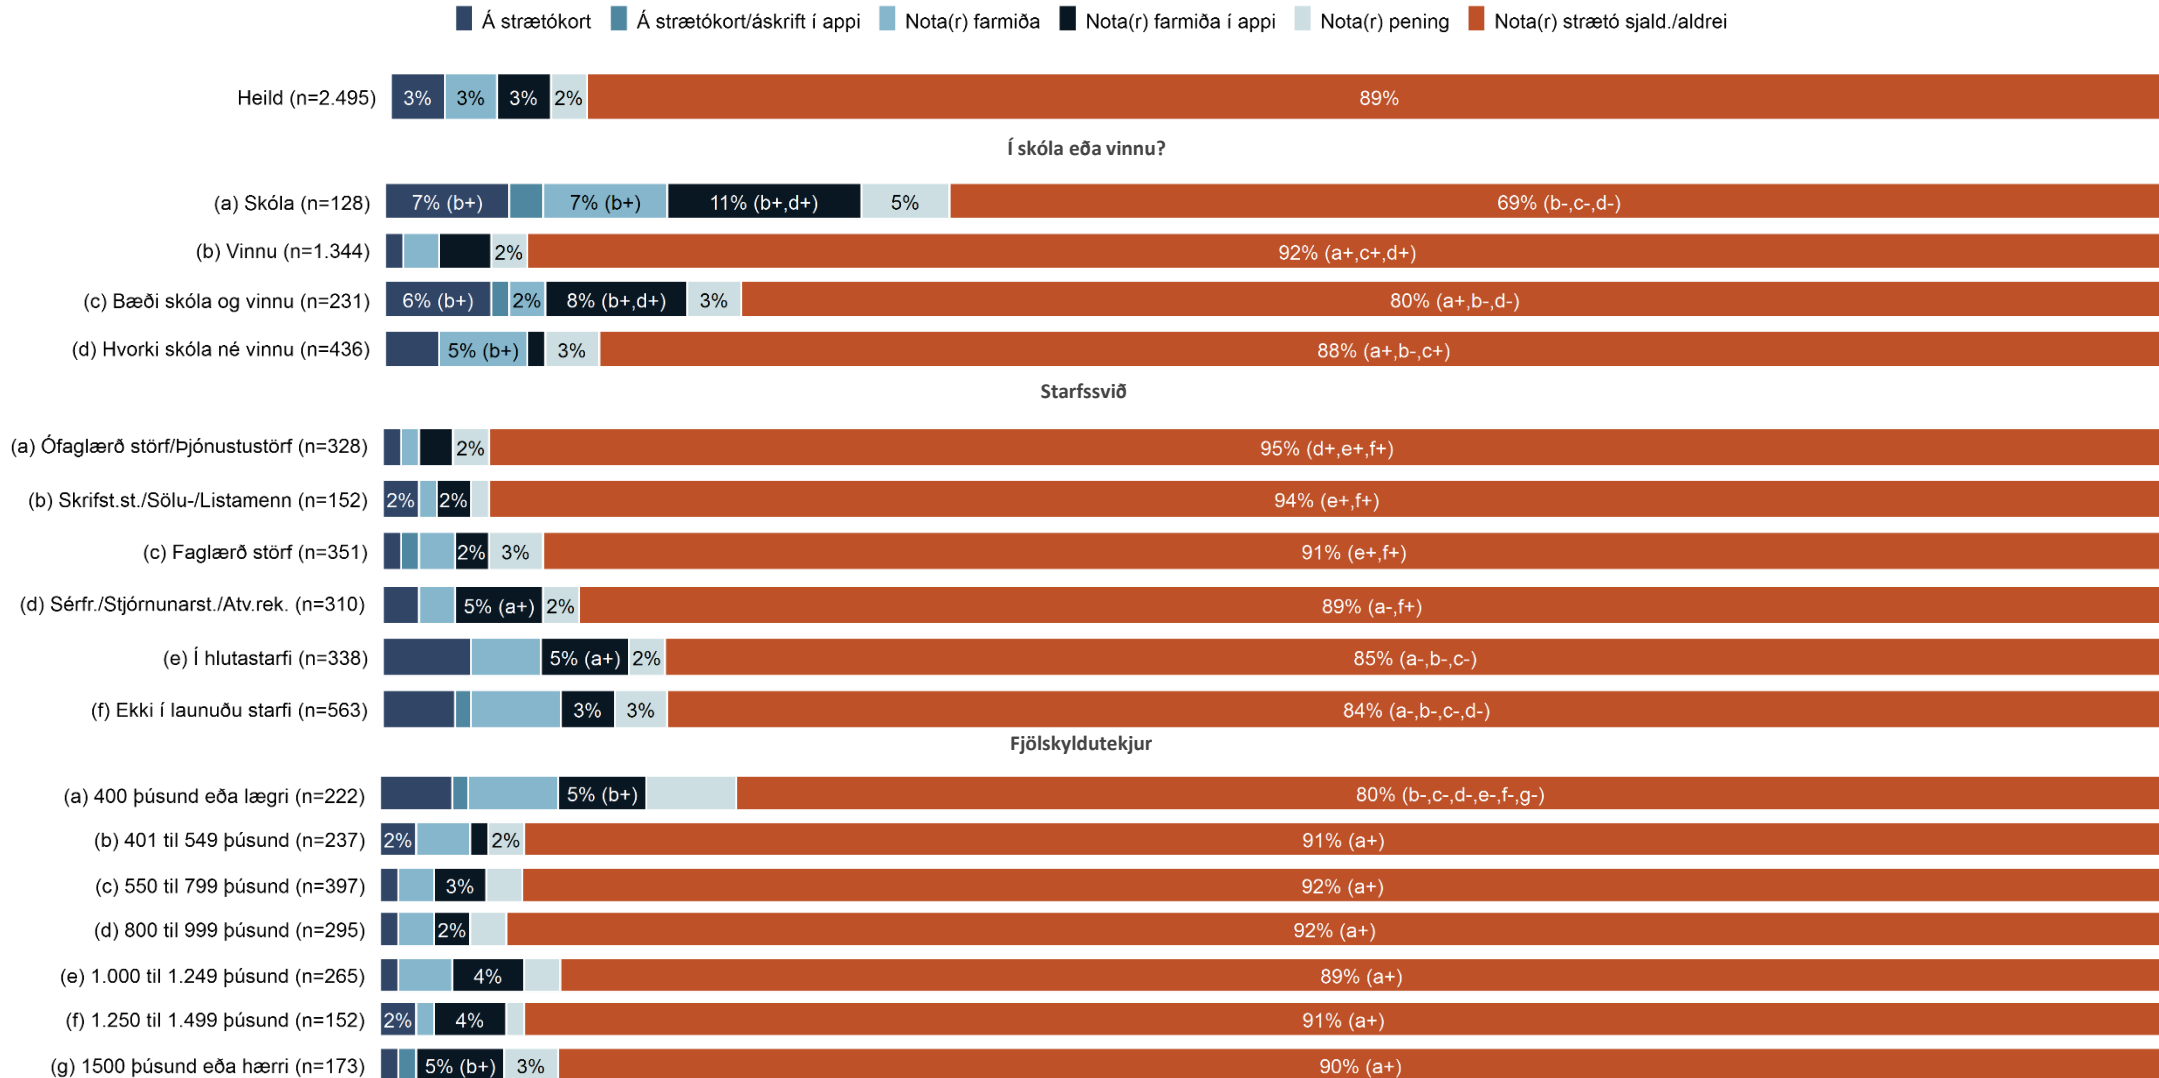 Á strætókort Á strætókort/áskrift í appi Nota(r) farmiða Nota(r) farmiða í appi Nota(r) pening Nota(r) strætó sjald./aldrei
Heild (n=2.495) 3% 3% 3% 2% 89%
Í skóla eða vinnu?
(a) Skóla (n=128) 7% (b+) 7% (b+) 11% (b+,d+) 5% 69% (b-,c-,d-)
(b) Vinnu (n=1.344) 2% 92% (a+,c+,d+)
(c) Bæði skóla og vinnu (n=231) 6% (b+) 2% 8% (b+,d+) 3% 80% (a+,b-,d-)
(d) Hvorki skóla né vinnu (n=436) 5% (b+) 3% 88% (a+,b-,c+)
Starfssvið
(a) Ófaglærð störf/Þjónustustörf (n=328) 2% 95% (d+,e+,f+)
(b) Skrifst.st./Sölu-/Listamenn (n=152) 2% 2% 94% (e+,f+)
(c) Faglærð störf (n=351) 2% 3% 91% (e+,f+)
(d) Sérfr./Stjórnunarst./Atv.rek. (n=310) 5% (a+) 2% 89% (a-,f+)
(e) Í hlutastarfi (n=338) 5% (a+) 2% 85% (a-,b-,c-)
(f) Ekki í launuðu starfi (n=563) 3% 3% 84% (a-,b-,c-,d-)
Fjölskyldutekjur
(a) 400 þúsund eða lægri (n=222) 5% (b+) 80% (b-,c-,d-,e-,f-,g-)
(b) 401 til 549 þúsund (n=237) 2% 2% 91% (a+)
(c) 550 til 799 þúsund (n=397) 3% 92% (a+)
(d) 800 til 999 þúsund (n=295) 2% 92% (a+)
(e) 1.000 til 1.249 þúsund (n=265) 4% 89% (a+)
(f) 1.250 til 1.499 þúsund (n=152) 2% 4% 91% (a+)
(g) 1500 þúsund eða hærri (n=173) 5% (b+) 3% 90% (a+)